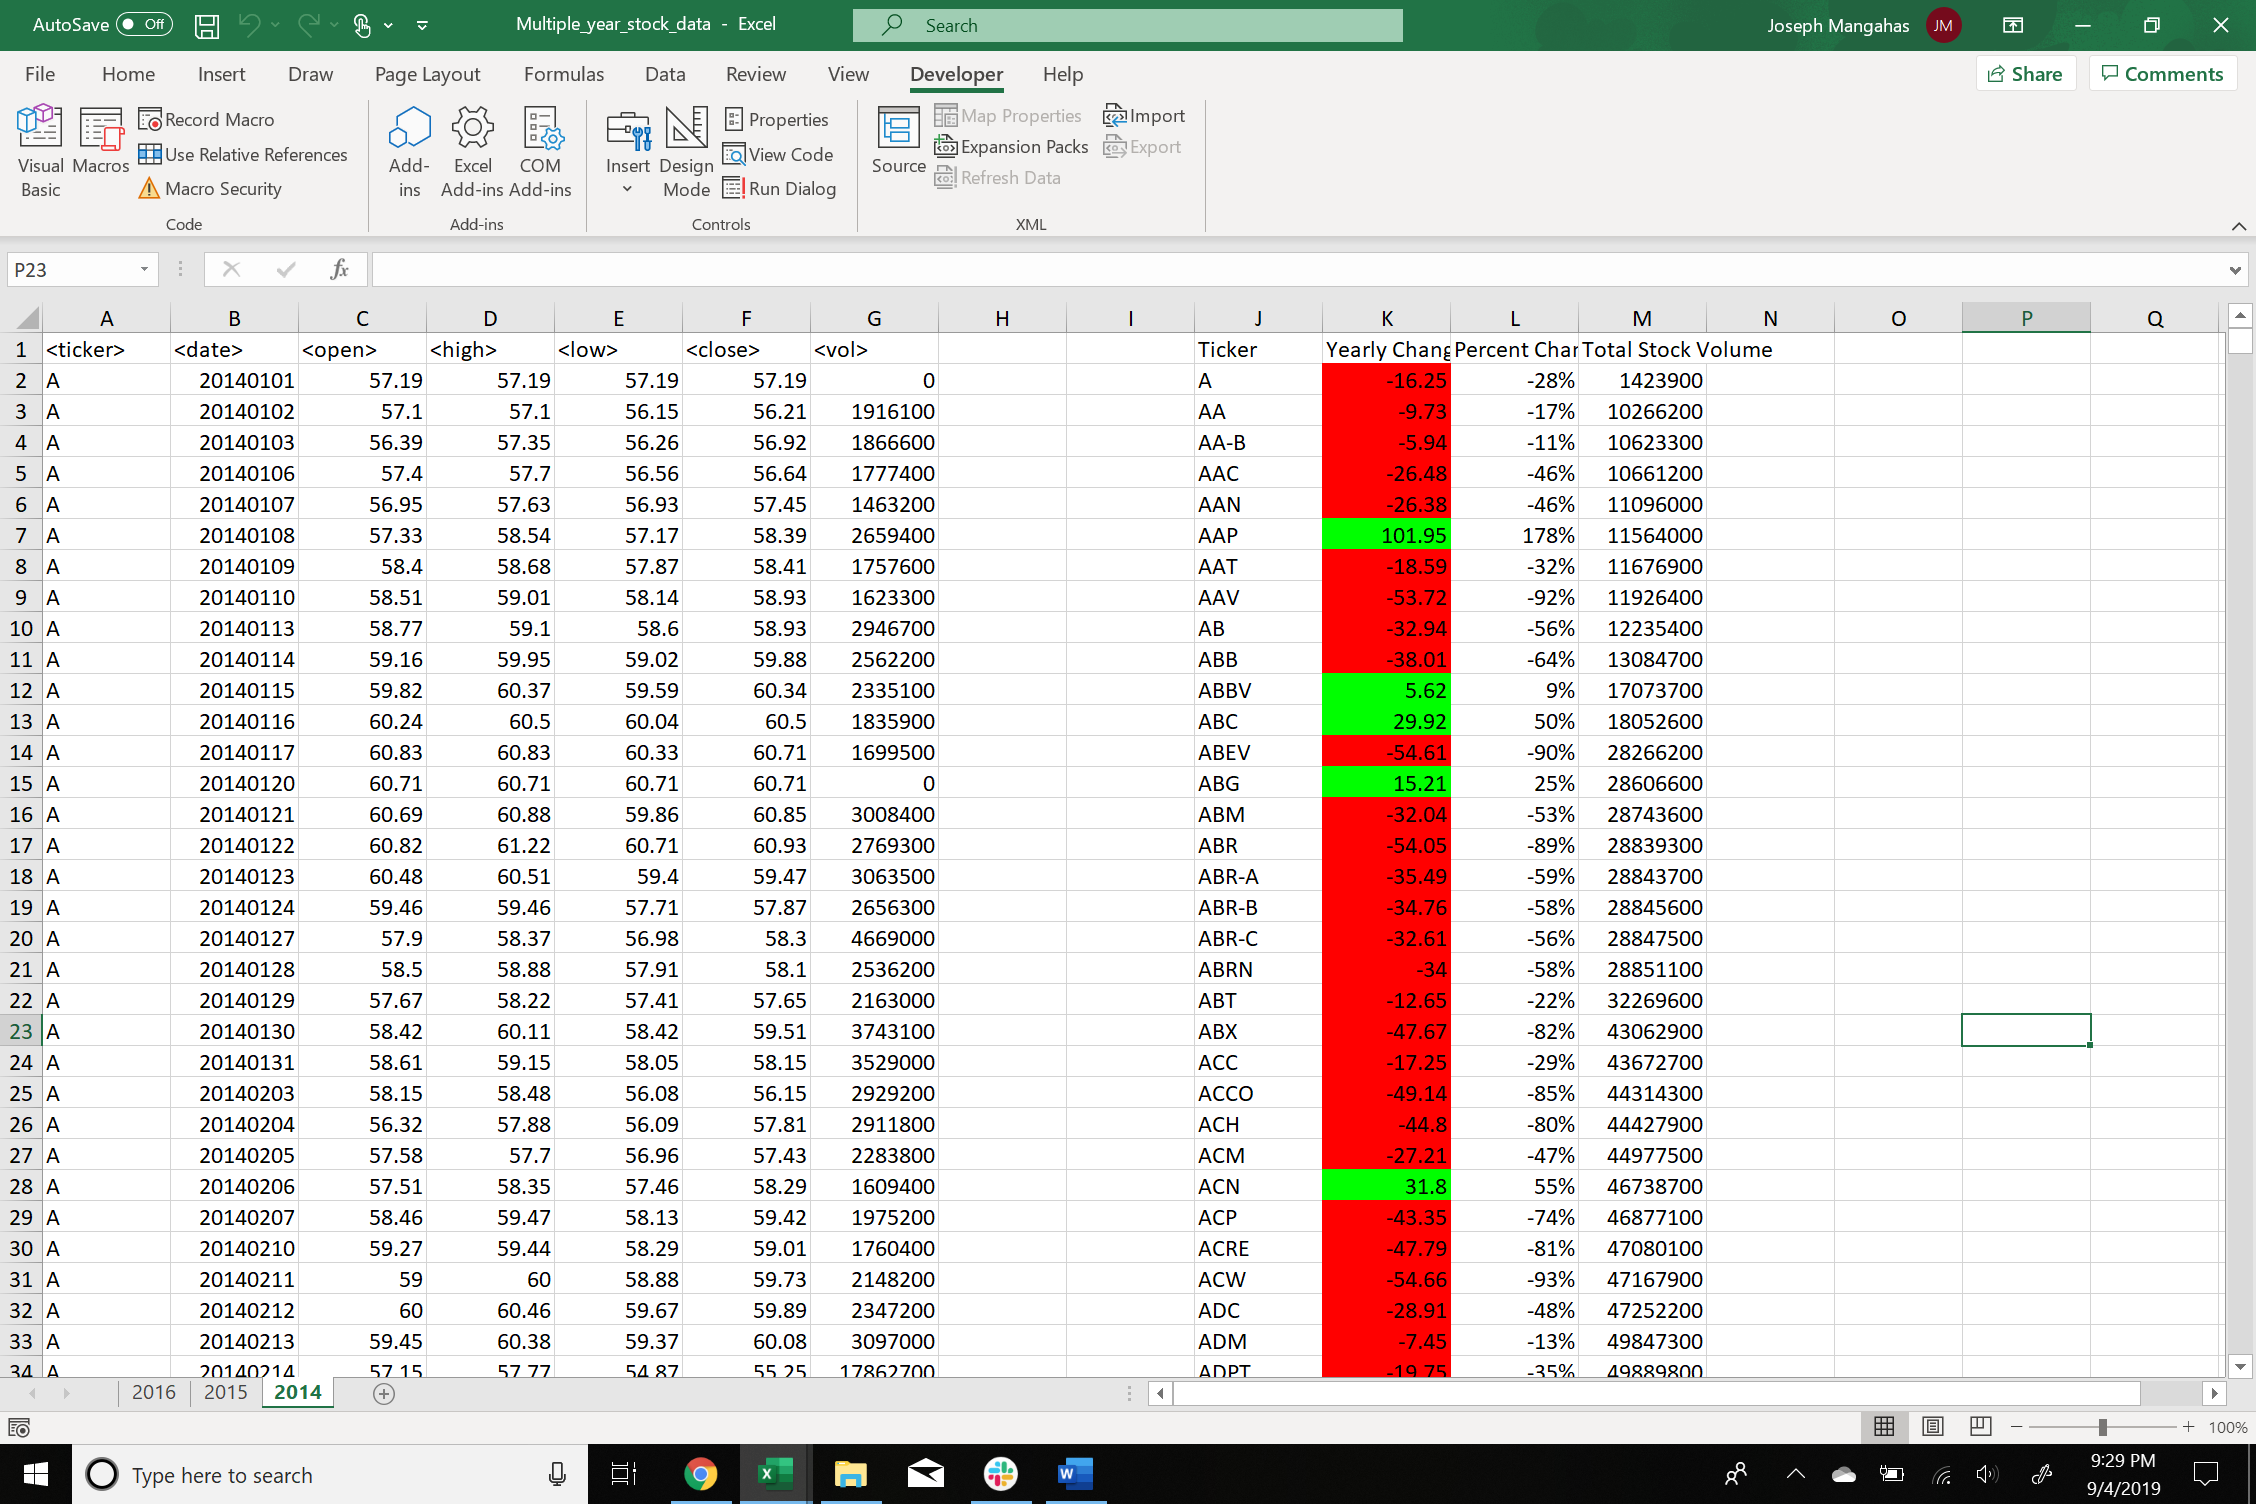 AutoSave Off Multiple_year_stock_data - Excel Search Joseph Mangahas JM
File Home Insert Draw Page Layout Formulas Data Review View Developer Help Share Comments
Visual Basic Macros Record Macro Use Relative References Macro Security Code
Add-ins Excel Add-ins COM Add-ins Add-ins
Insert Design Mode Properties View Code Run Dialog Controls
Source Map Properties Expansion Packs Refresh Data Import Export XML
P23 fx
A B C D E F G H I J K L M N O P Q
1 <ticker> <date> <open> <high> <low> <close> <vol> Ticker Yearly Chang Percent Char Total Stock Volume
2 A 20140101 57.19 57.19 57.19 57.19 0 A -16.25 -28% 1423900
3 A 20140102 57.1 57.1 56.15 56.21 1916100 AA -9.73 -17% 10266200
4 A 20140103 56.39 57.35 56.26 56.92 1866600 AA-B -5.94 -11% 10623300
5 A 20140106 57.4 57.7 56.56 56.64 1777400 AAC -26.48 -46% 10661200
6 A 20140107 56.95 57.63 56.93 57.45 1463200 AAN -26.38 -46% 11096000
7 A 20140108 57.33 58.54 57.17 58.39 2659400 AAP 101.95 178% 11564000
8 A 20140109 58.4 58.68 57.87 58.41 1757600 AAT -18.59 -32% 11676900
9 A 20140110 58.51 59.01 58.14 58.93 1623300 AAV -53.72 -92% 11926400
10 A 20140113 58.77 59.1 58.6 58.93 2946700 AB -32.94 -56% 12235400
11 A 20140114 59.16 59.95 59.02 59.88 2562200 ABB -38.01 -64% 13084700
12 A 20140115 59.82 60.37 59.59 60.34 2335100 ABBV 5.62 9% 17073700
13 A 20140116 60.24 60.5 60.04 60.5 1835900 ABC 29.92 50% 18052600
14 A 20140117 60.83 60.83 60.33 60.71 1699500 ABEV -54.61 -90% 28266200
15 A 20140120 60.71 60.71 60.71 60.71 0 ABG 15.21 25% 28606600
16 A 20140121 60.69 60.88 59.86 60.85 3008400 ABM -32.04 -53% 28743600
17 A 20140122 60.82 61.22 60.71 60.93 2769300 ABR -54.05 -89% 28839300
18 A 20140123 60.48 60.51 59.4 59.47 3063500 ABR-A -35.49 -59% 28843700
19 A 20140124 59.46 59.46 57.71 57.87 2656300 ABR-B -34.76 -58% 28845600
20 A 20140127 57.9 58.37 56.98 58.3 4669000 ABR-C -32.61 -56% 28847500
21 A 20140128 58.5 58.88 57.91 58.1 2536200 ABRN -34 -58% 28851100
22 A 20140129 57.67 58.22 57.41 57.65 2163000 ABT -12.65 -22% 32269600
23 A 20140130 58.42 60.11 58.42 59.51 3743100 ABX -47.67 -82% 43062900
24 A 20140131 58.61 59.15 58.05 58.15 3529000 ACC -17.25 -29% 43672700
25 A 20140203 58.15 58.48 56.08 56.15 2929200 ACCO -49.14 -85% 44314300
26 A 20140204 56.32 57.88 56.09 57.81 2911800 ACH -44.8 -80% 44427900
27 A 20140205 57.58 57.7 56.96 57.43 2283800 ACM -27.21 -47% 44977500
28 A 20140206 57.51 58.35 57.46 58.29 1609400 ACN 31.8 55% 46738700
29 A 20140207 58.46 59.47 58.13 59.42 1975200 ACP -43.35 -74% 46877100
30 A 20140210 59.27 59.44 58.29 59.01 1760400 ACRE -47.79 -81% 47080100
31 A 20140211 59 60 58.88 59.73 2148200 ACW -54.66 -93% 47167900
32 A 20140212 60 60.46 59.67 59.89 2347200 ADC -28.91 -48% 47252200
33 A 20140213 59.45 60.38 59.37 60.08 3097000 ADM -7.45 -13% 49847300
34 A 20140214 57.15 57.77 54.87 55.25 17862700 ADPT -19.75 -35% 49889800
2016 2015 2014
100%
Type here to search 9:29 PM
9/4/2019